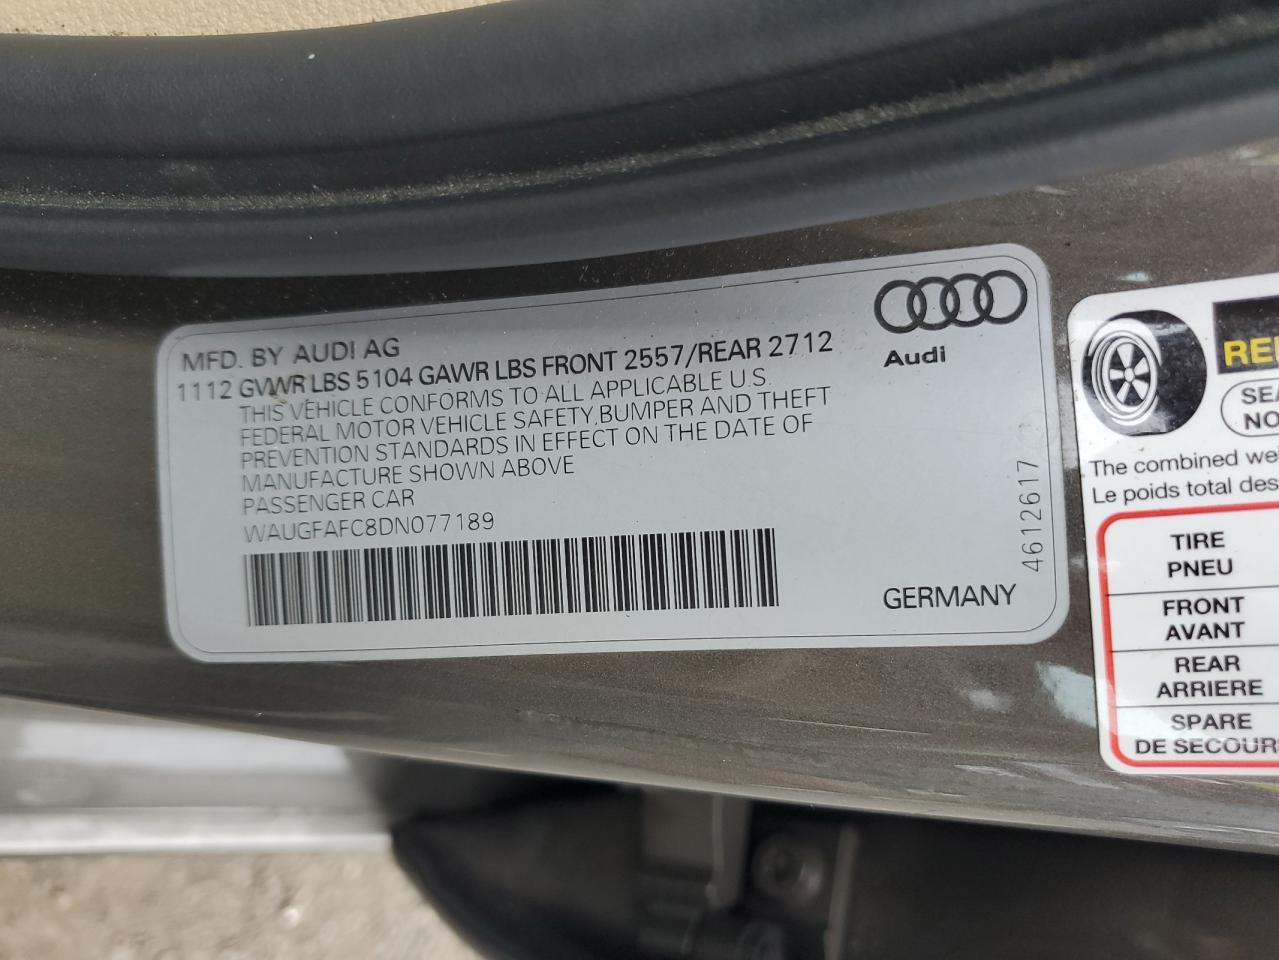 MFD. BY AUDI AG
1112 GVWR LBS 5104 GAWR LBS FRONT 2557/REAR 2712
THIS VEHICLE CONFORMS TO ALL APPLICABLE U.S.
FEDERAL MOTOR VEHICLE SAFETY, BUMPER AND THEFT
PREVENTION STANDARDS IN EFFECT ON THE DATE OF
MANUFACTURE SHOWN ABOVE
PASSENGER CAR
WAUGFAFC8DN077189
Audi
4612617
GERMANY
The combined
Le poids total
TIRE
PNEU
FRONT
AVANT
REAR
ARRIERE
SPARE
DE SECOURS